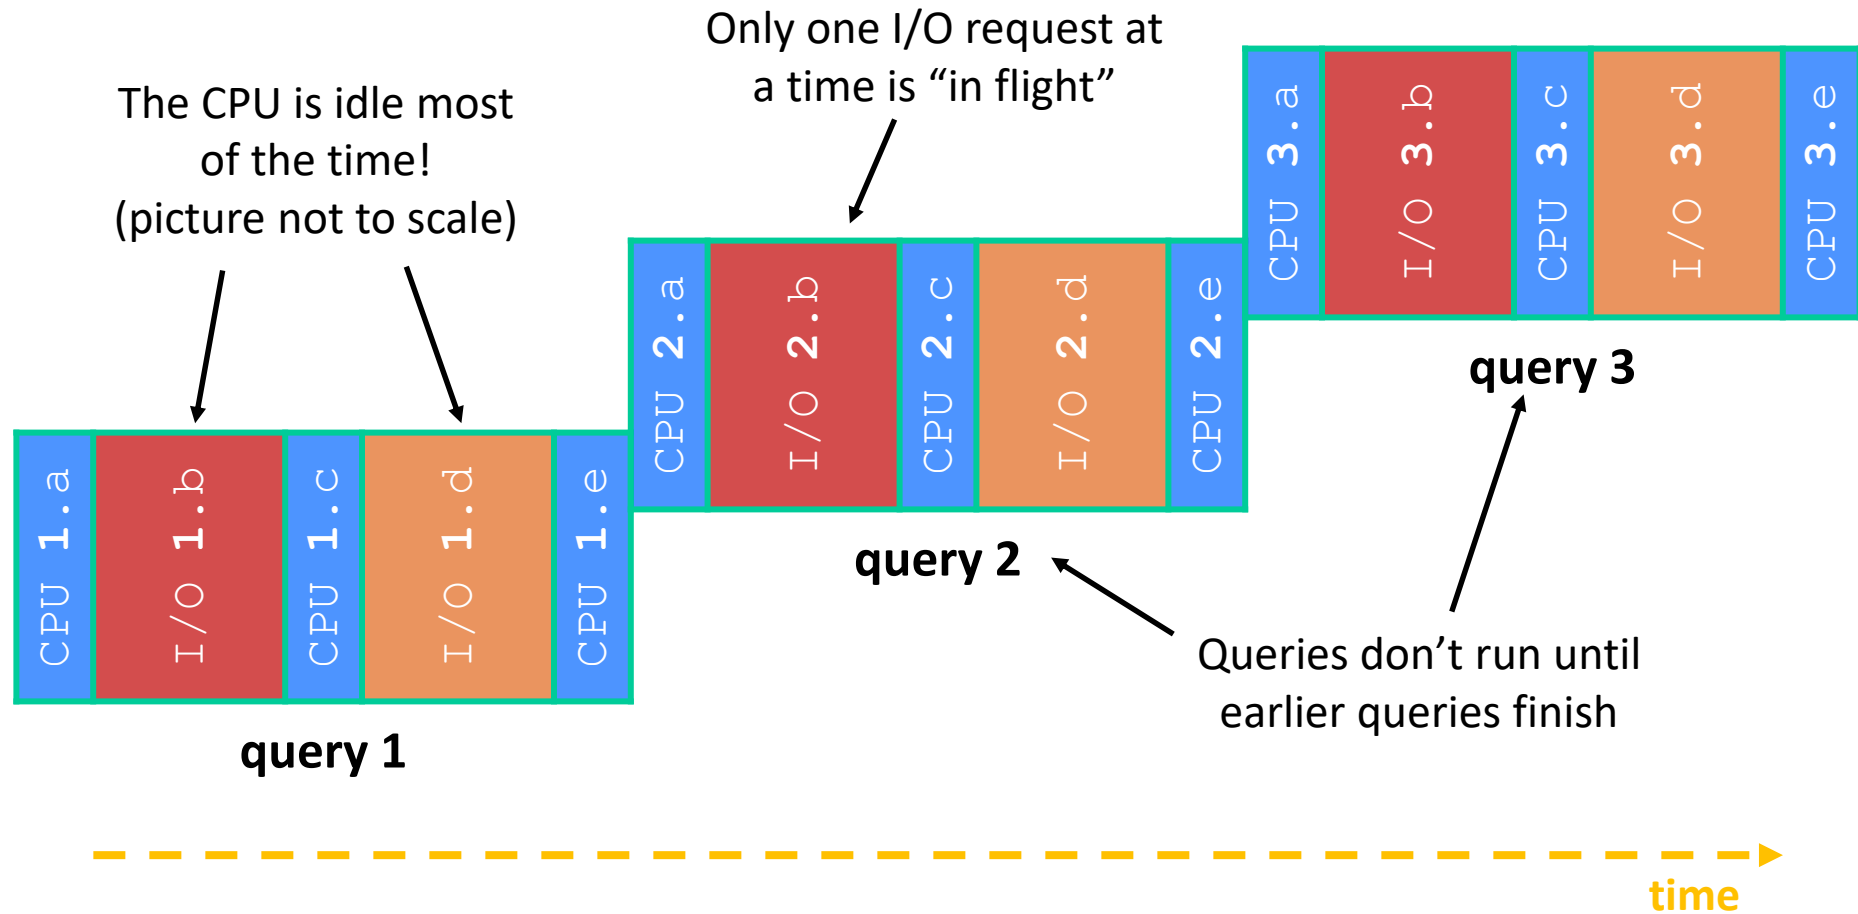 The CPU is idle most
of the time!
(picture not to scale)
Only one I/O request at
a time is “in flight”
CPU 1.a
I/O 1.b
CPU 1.c
I/O 1.d
CPU 1.e
query 1
CPU 2.a
I/O 2.b
CPU 2.c
I/O 2.d
CPU 2.e
query 2
CPU 3.a
I/O 3.b
CPU 3.c
I/O 3.d
CPU 3.e
query 3
Queries don’t run until
earlier queries finish
time